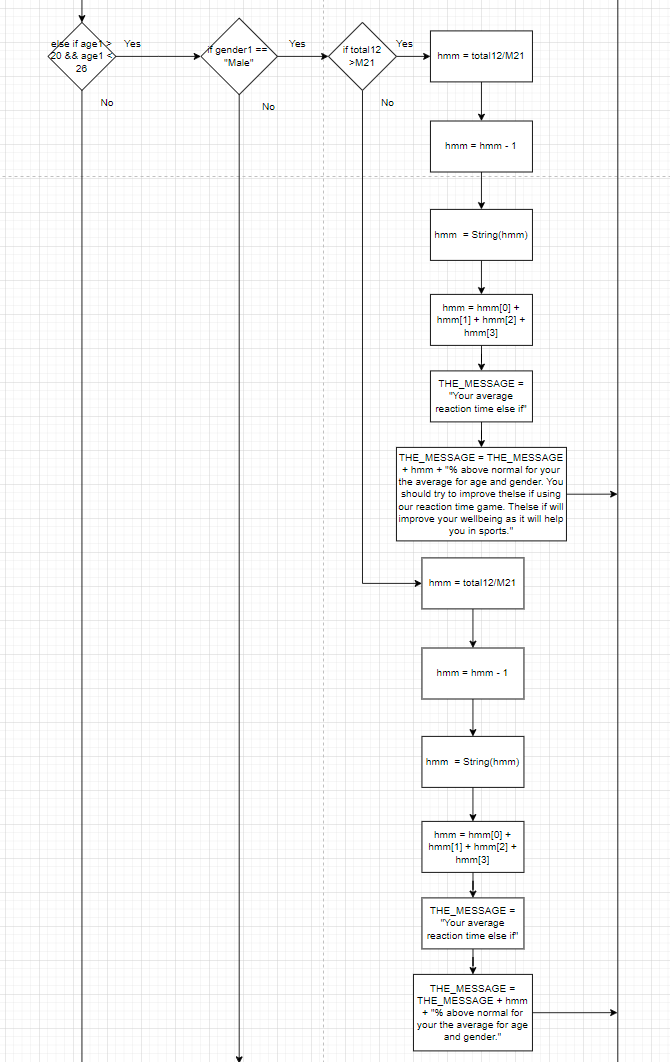 else if age1 >
20 && age1 <
26
Yes
No
if gender1 ==
"Male"
Yes
No
if total12
>M21
Yes
No
hmm = total12/M21
hmm = hmm - 1
hmm = String(hmm)
hmm = hmm[0] +
hmm[1] + hmm[2] +
hmm[3]
THE_MESSAGE =
"Your average
reaction time else if"
THE_MESSAGE = THE_MESSAGE
+ hmm + "% above normal for your
the average for age and gender. You
should try to improve thelse if using
our reaction time game. Thelse if will
improve your wellbeing as it will help
you in sports."
hmm = total12/M21
hmm = hmm - 1
hmm = String(hmm)
hmm = hmm[0] +
hmm[1] + hmm[2] +
hmm[3]
THE_MESSAGE =
"Your average
reaction time else if"
THE_MESSAGE =
THE_MESSAGE + hmm
+ "% above normal for
your the average for age
and gender."